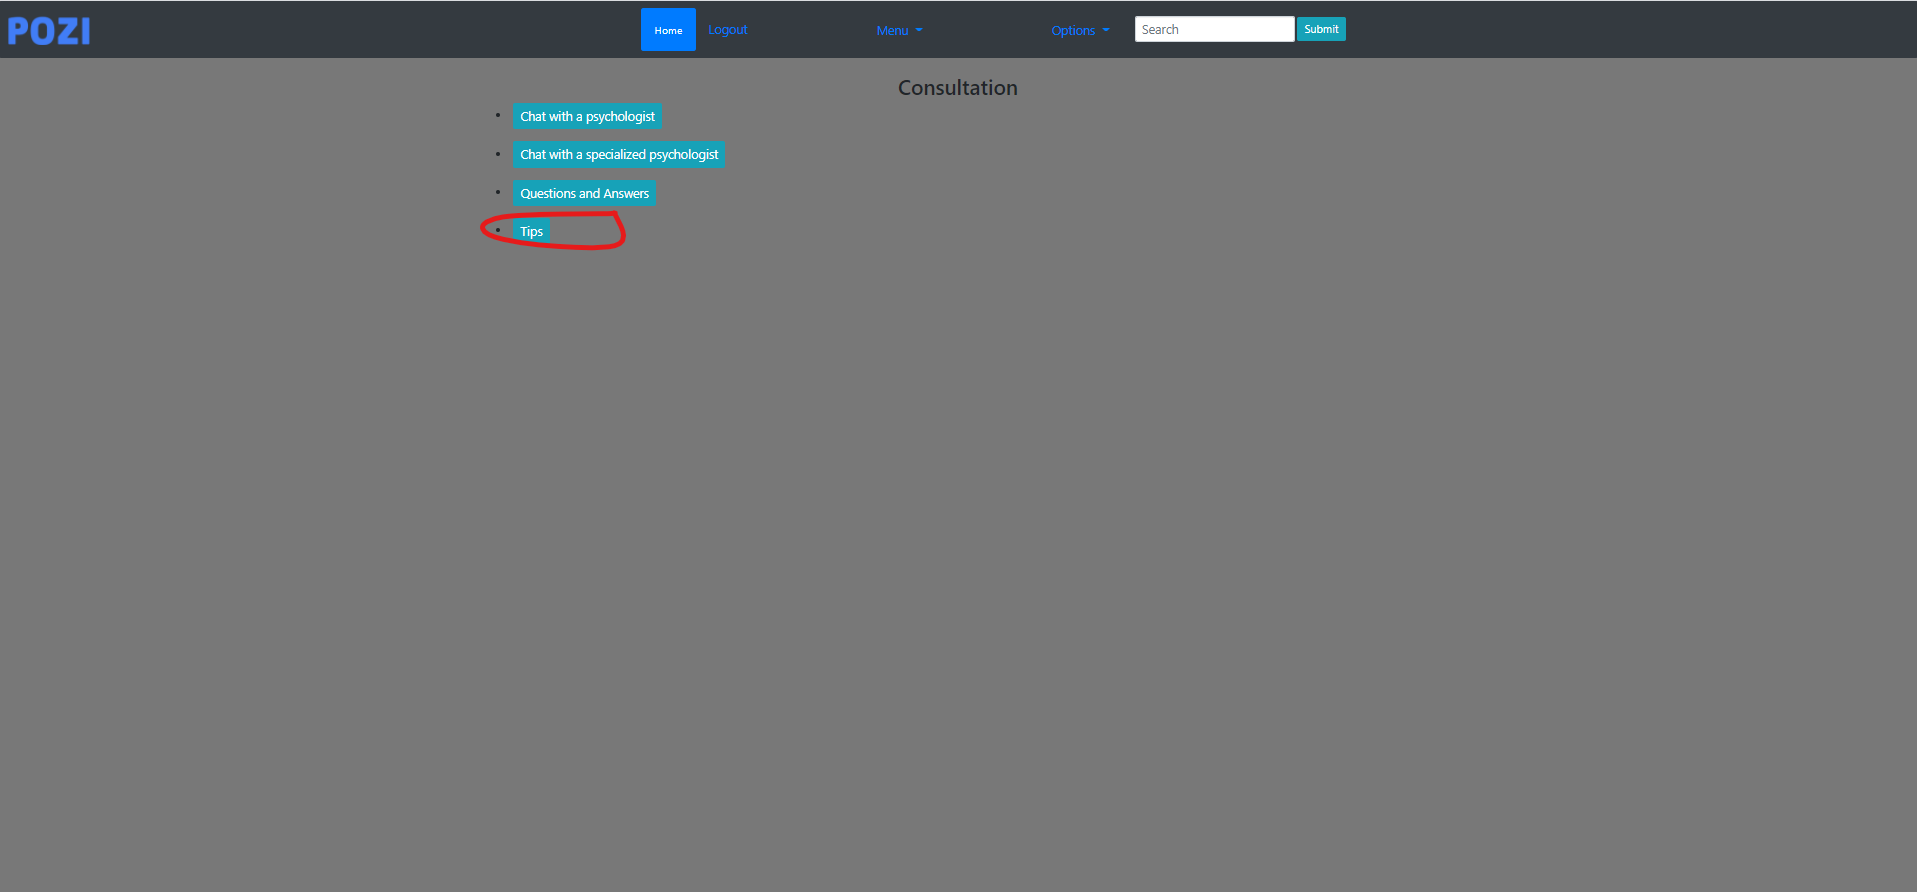 POZI Home Logout Menu Options Search Submit
Consultation
Chat with a psychologist
Chat with a specialized psychologist
Questions and Answers
Tips